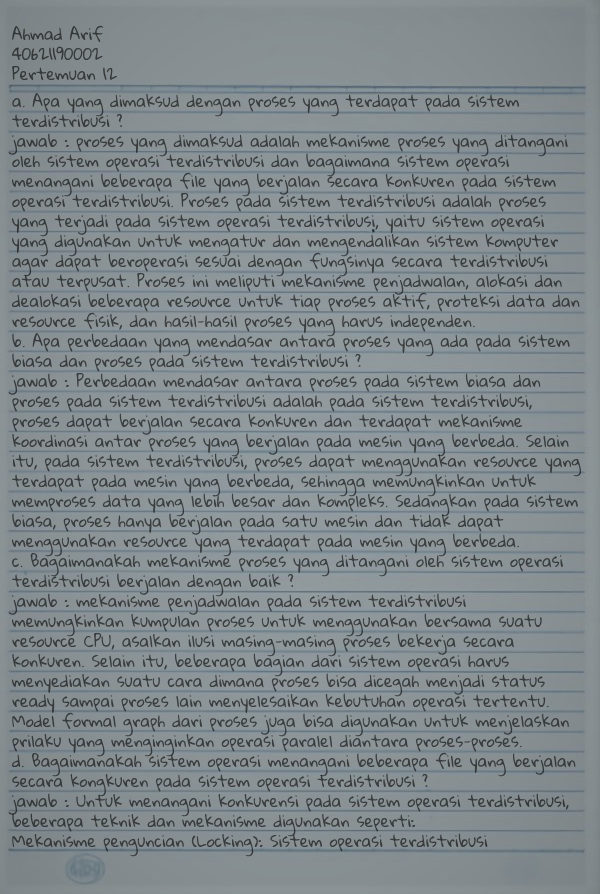 Ahmad Arif
40621190002
Pertemuan 12
a. Apa yang dimaksud dengan proses yang terdapat pada sistem
terdistribusi ?
jawab : proses yang dimaksud adalah mekanisme proses yang ditangani
oleh sistem operasi terdistribusi dan bagaimana sistem operasi
menangani beberapa file yang berjalan secara konkuren pada sistem
operasi terdistribusi. Proses pada sistem terdistribusi adalah proses
yang terjadi pada sistem operasi terdistribusi, yaitu sistem operasi
yang digunakan untuk mengatur dan mengendalikan sistem komputer
agar dapat beroperasi sesuai dengan fungsinya secara terdistribusi
atau terpusat. Proses ini meliputi mekanisme penjadwalan, alokasi dan
dealokasi beberapa resource untuk tiap proses aktif, proteksi data dan
resource fisik, dan hasil-hasil proses yang harus independen.
b. Apa perbedaan yang mendasar antara proses yang ada pada sistem
biasa dan proses pada sistem terdistribusi ?
jawab : Perbedaan mendasar antara proses pada sistem biasa dan
proses pada sistem terdistribusi adalah pada sistem terdistribusi,
proses dapat berjalan secara konkuren dan terdapat mekanisme
koordinasi antar proses yang berjalan pada mesin yang berbeda. Selain
itu, pada sistem terdistribusi, proses dapat menggunakan resource yang
terdapat pada mesin yang berbeda, sehingga memungkinkan untuk
memproses data yang lebih besar dan kompleks. Sedangkan pada sistem
biasa, proses hanya berjalan pada satu mesin dan tidak dapat
menggunakan resource yang terdapat pada mesin yang berbeda.
c. Bagaimanakah mekanisme proses yang ditangani oleh sistem operasi
terdistribusi berjalan dengan baik ?
jawab : mekanisme penjadwalan pada sistem terdistribusi
memungkinkan kumpulan proses untuk menggunakan bersama suatu
resource CPU, asalkan ilusi masing-masing proses bekerja secara
konkuren. Selain itu, beberapa bagian dari sistem operasi harus
menyediakan suatu cara dimana proses bisa dicegah menjadi status
ready sampai proses lain menyelesaikan kebutuhan operasi tertentu.
Model formal graph dari proses juga bisa digunakan untuk menjelaskan
prilaku yang menginginkan operasi paralel diantara proses-proses.
d. Bagaimanakah sistem operasi menangani beberapa file yang berjalan
secara kongkuren pada sistem operasi terdistribusi ?
jawab : Untuk menangani konkurensi pada sistem operasi terdistribusi,
beberapa teknik dan mekanisme digunakan seperti:
Mekanisme penguncian (Locking): Sistem operasi terdistribusi